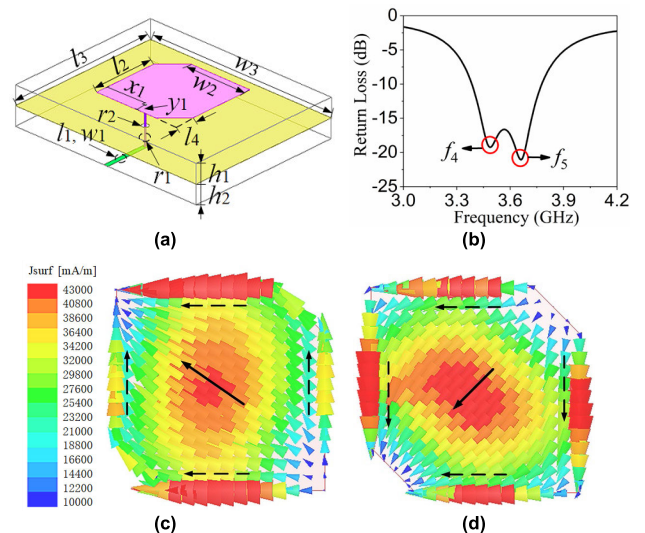 (a)
l3
l2
w3
w2
x1
y1
r2
l4
l1, w1
r1
h1
h2
(b)
Return Loss (dB)
0
-5
-10
-15
-20
-25
f4
f5
3.0 3.3 3.6 3.9 4.2
Frequency (GHz)
Jsurf [mA/m]
43000
40800
38600
36400
34200
32000
29800
27600
25400
23200
21000
18800
16600
14400
12200
10000
(c)
(d)